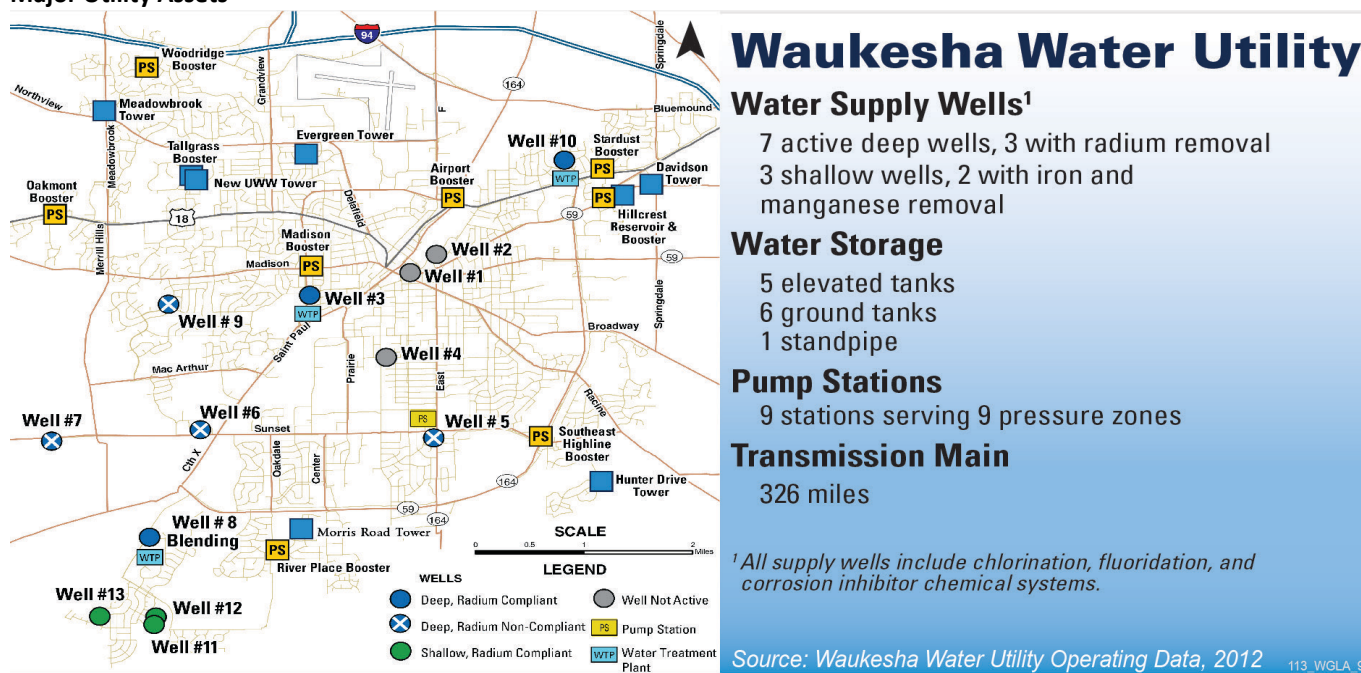 Major Utility Assets
94
Woodridge
Booster
PS
Grandview
164
F
Springdale
Northview
Meadowbrook
Tower
Meadowbrook
Bluemound
Evergreen Tower
Well #10
Stardust
Booster
PS
Tallgrass
Booster
New UWW Tower
Airport
Booster
PS
WTP
Davidson
Tower
PS
Oakmont
Booster
PS
18
Delafield
59
Hillcrest
Reservoir &
Booster
Madison
Booster
PS
Merrill Hills
Madison
Well #2
Well #1
59
Springdale
Well #3
WTP
Well # 9
Saint Paul
Broadway
Prairie
Well #4
East
Mac Arthur
Racine
Well #7
Well #6
Sunset
PS
Well # 5
PS
Southeast
Highline
Booster
Cth X
Oakdale
Center
164
Hunter Drive
Tower
59
164
Well # 8
Blending
WTP
Morris Road Tower
PS
River Place Booster
Well #13
Well #12
Well #11
SCALE
0 0.5 1 2
Miles
LEGEND
WELLS
Deep, Radium Compliant
Deep, Radium Non-Compliant
Shallow, Radium Compliant
Well Not Active
PS Pump Station
WTP Water Treatment
Plant
Waukesha Water Utility
Water Supply Wells¹
7 active deep wells, 3 with radium removal
3 shallow wells, 2 with iron and
manganese removal
Water Storage
5 elevated tanks
6 ground tanks
1 standpipe
Pump Stations
9 stations serving 9 pressure zones
Transmission Main
326 miles
¹ All supply wells include chlorination, fluoridation, and
corrosion inhibitor chemical systems.
Source: Waukesha Water Utility Operating Data, 2012
113_WGLA_9